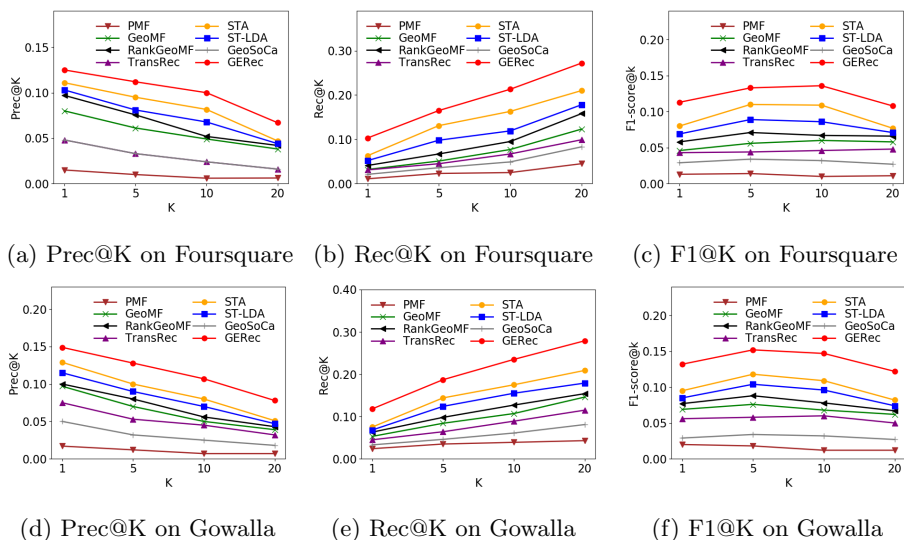 PMF STA
GeoMF ST-LDA
RankGeoMF GeoSoCa
TransRec GERec
Prec@K
0.15
0.10
0.05
0.00
1 5 10 20
K
(a) Prec@K on Foursquare
PMF STA
GeoMF ST-LDA
RankGeoMF GeoSoCa
TransRec GERec
Rec@K
0.30
0.20
0.10
0.00
1 5 10 20
K
(b) Rec@K on Foursquare
PMF STA
GeoMF ST-LDA
RankGeoMF GeoSoCa
TransRec GERec
F1-score@k
0.20
0.15
0.10
0.05
0.00
1 5 10 20
K
(c) F1@K on Foursquare
PMF STA
GeoMF ST-LDA
RankGeoMF GeoSoCa
TransRec GERec
Prec@K
0.20
0.15
0.10
0.05
0.00
1 5 10 20
K
(d) Prec@K on Gowalla
PMF STA
GeoMF ST-LDA
RankGeoMF GeoSoCa
TransRec GERec
Rec@K
0.40
0.30
0.20
0.10
0.00
1 5 10 20
K
(e) Rec@K on Gowalla
PMF STA
GeoMF ST-LDA
RankGeoMF GeoSoCa
TransRec GERec
F1-score@k
0.20
0.15
0.10
0.05
0.00
1 5 10 20
K
(f) F1@K on Gowalla